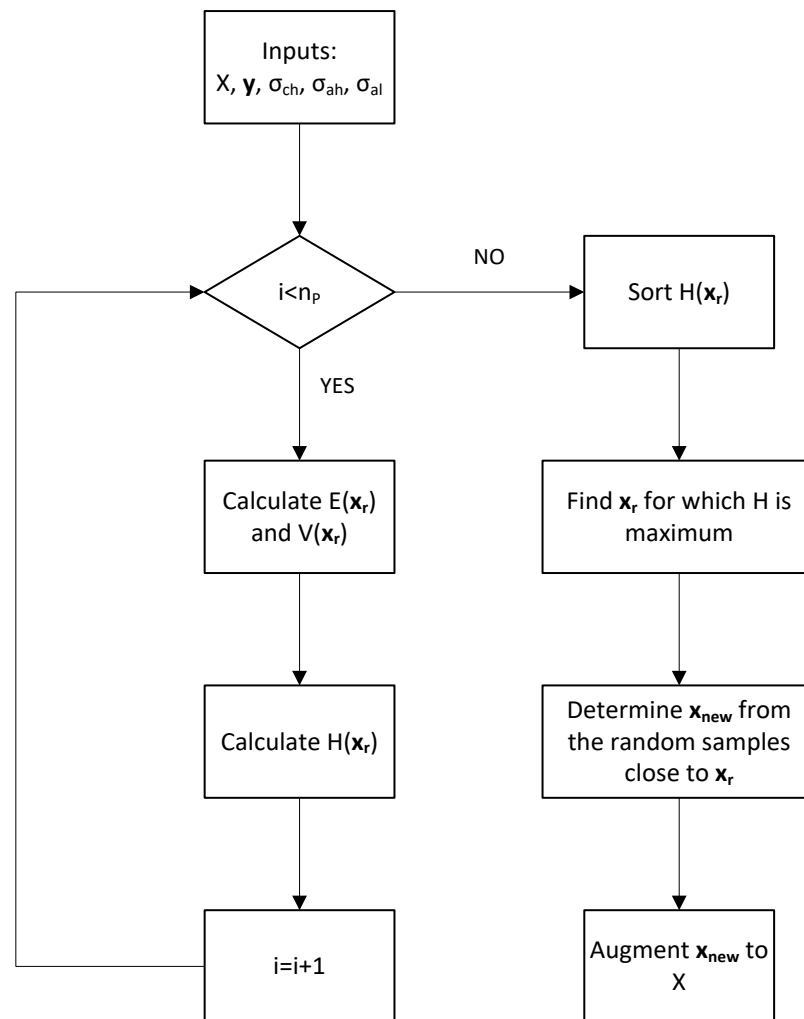 Inputs:
X, y, σch, σah, σal
i<nP
NO
YES
Calculate E(xr)
and V(xr)
Calculate H(xr)
i=i+1
Sort H(xr)
Find xr for which H is
maximum
Determine xnew from
the random samples
close to xr
Augment xnew to
X